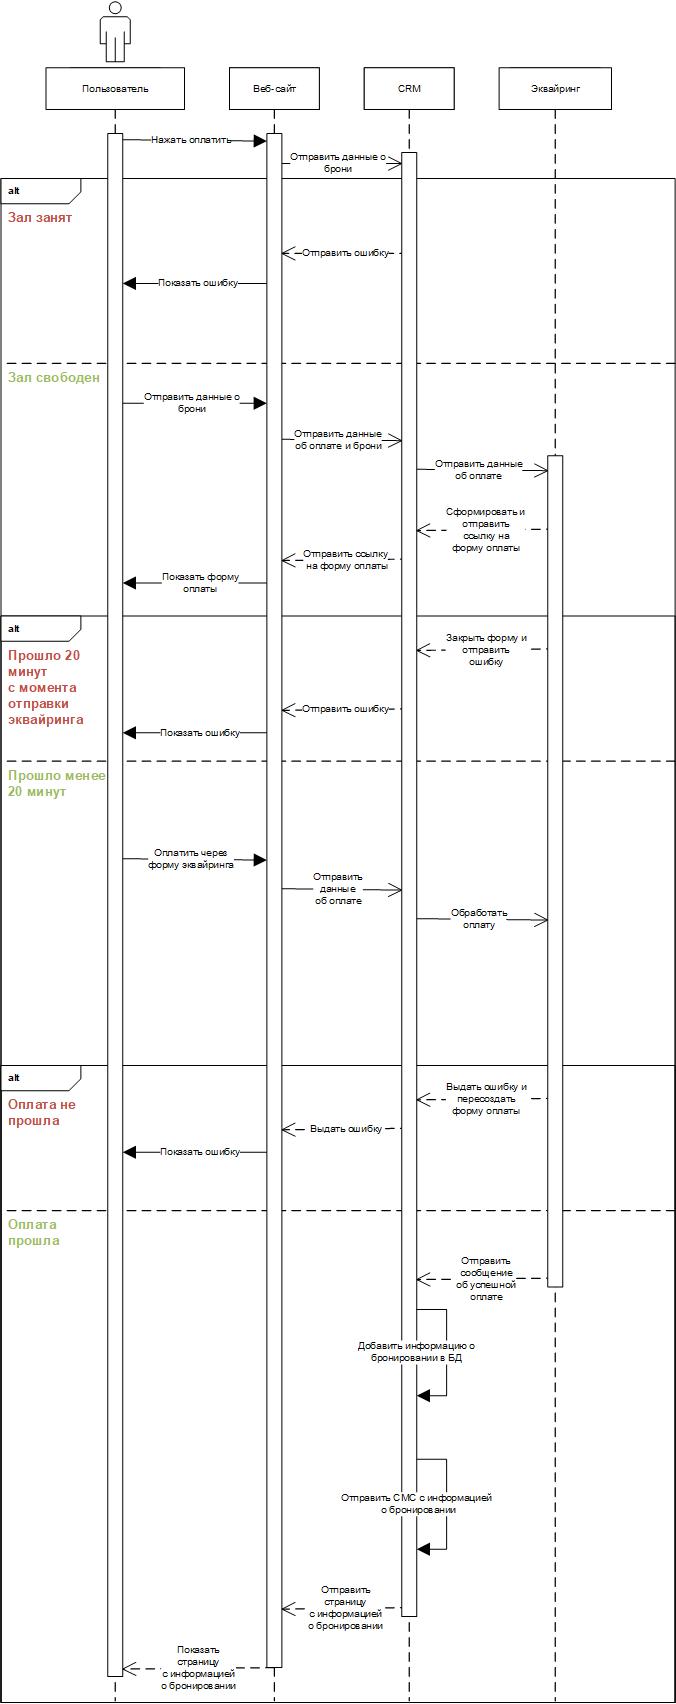 Пользователь
Веб-сайт
CRM
Эквайринг
Нажать оплатить
Отправить данные о
брони
alt
Зал занят
Отправить ошибку
Показать ошибку
Зал свободен
Отправить данные о
брони
Отправить данные
об оплате и брони
Отправить данные
об оплате
Сформировать и
отправить
ссылку на
форму оплаты
Отправить ссылку
на форму оплаты
Показать форму
оплаты
alt
Прошло 20
минут
с момента
отправки
эквайринга
Закрыть форму и
отправить
ошибку
Отправить ошибку
Показать ошибку
Прошло менее
20 минут
Оплатить через
форму эквайринга
Отправить
данные
об оплате
Обработать
оплату
alt
Оплата не
прошла
Выдать ошибку и
пересоздать
форму оплаты
Выдать ошибку
Показать ошибку
Оплата
прошла
Отправить
сообщение
об успешной
оплате
Добавить информацию о
бронировании в БД
Отправить СМС с информацией
о бронировании
Отправить
страницу
с информацией
о бронировании
Показать
страницу
с информацией
о бронировании